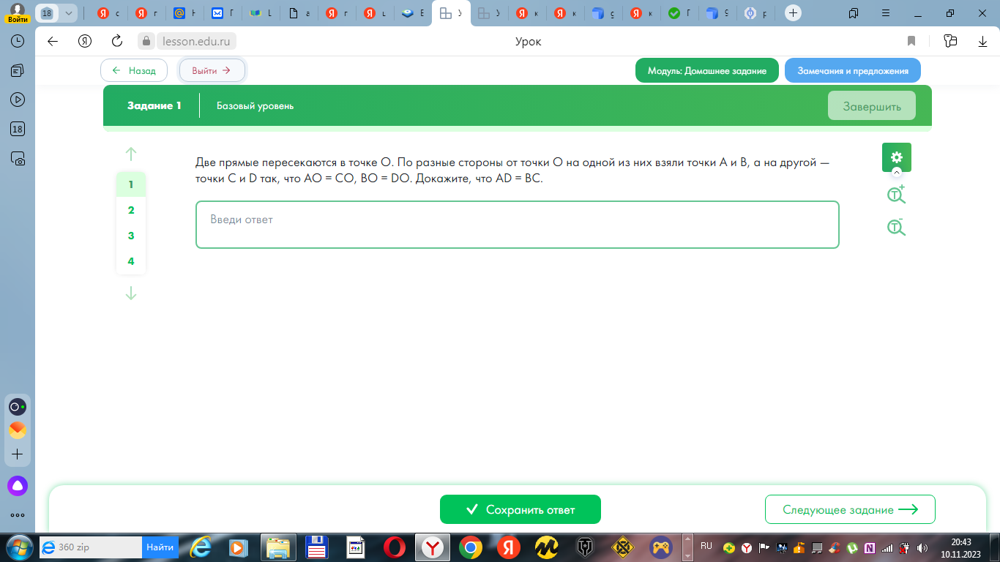 Войти
18
lesson.edu.ru
Урок
Назад
Выйти
Модуль: Домашнее задание
Замечания и предложения
Задание 1
Базовый уровень
Завершить
18
1
2
3
4
Две прямые пересекаются в точке O. По разные стороны от точки O на одной из них взяли точки A и B, а на другой —
точки C и D так, что AO = CO, BO = DO. Докажите, что AD = BC.
Введи ответ
Сохранить ответ
Следующее задание
360 zip
Найти
RU
20:43
10.11.2023